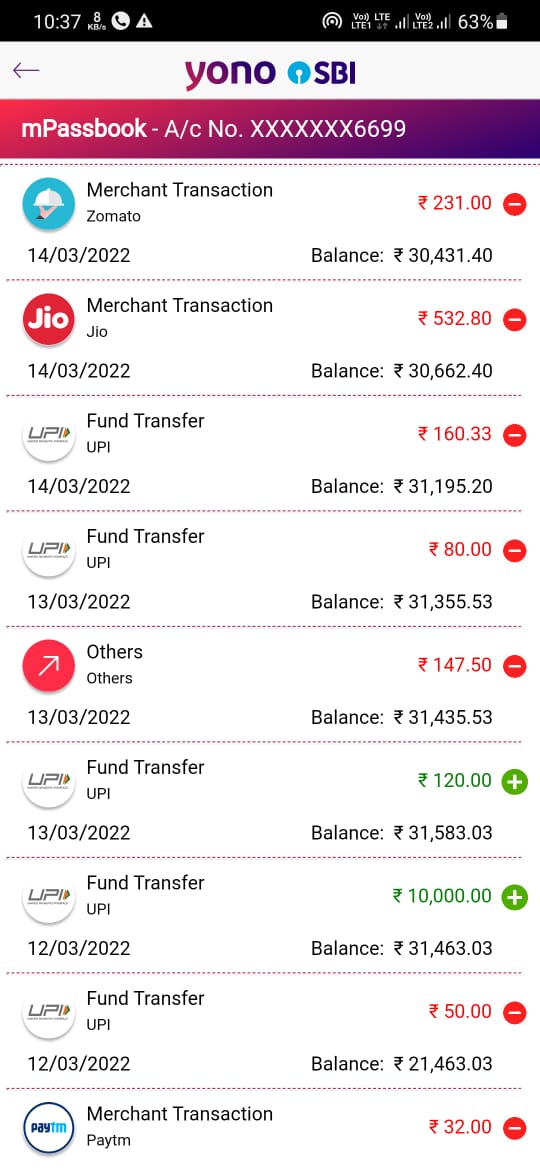 10:37 8 KB/s Vo) LTE LTE1 Vo) LTE2 63%
yono SBI
mPassbook - A/c No. XXXXXXX6699
Merchant Transaction ₹ 231.00
Zomato
14/03/2022 Balance: ₹ 30,431.40
Jio Merchant Transaction ₹ 532.80
Jio
14/03/2022 Balance: ₹ 30,662.40
UPI Fund Transfer ₹ 160.33
UPI
14/03/2022 Balance: ₹ 31,195.20
UPI Fund Transfer ₹ 80.00
UPI
13/03/2022 Balance: ₹ 31,355.53
Others ₹ 147.50
Others
13/03/2022 Balance: ₹ 31,435.53
UPI Fund Transfer ₹ 120.00
UPI
13/03/2022 Balance: ₹ 31,583.03
UPI Fund Transfer ₹ 10,000.00
UPI
12/03/2022 Balance: ₹ 31,463.03
UPI Fund Transfer ₹ 50.00
UPI
12/03/2022 Balance: ₹ 21,463.03
paytm Merchant Transaction ₹ 32.00
Paytm